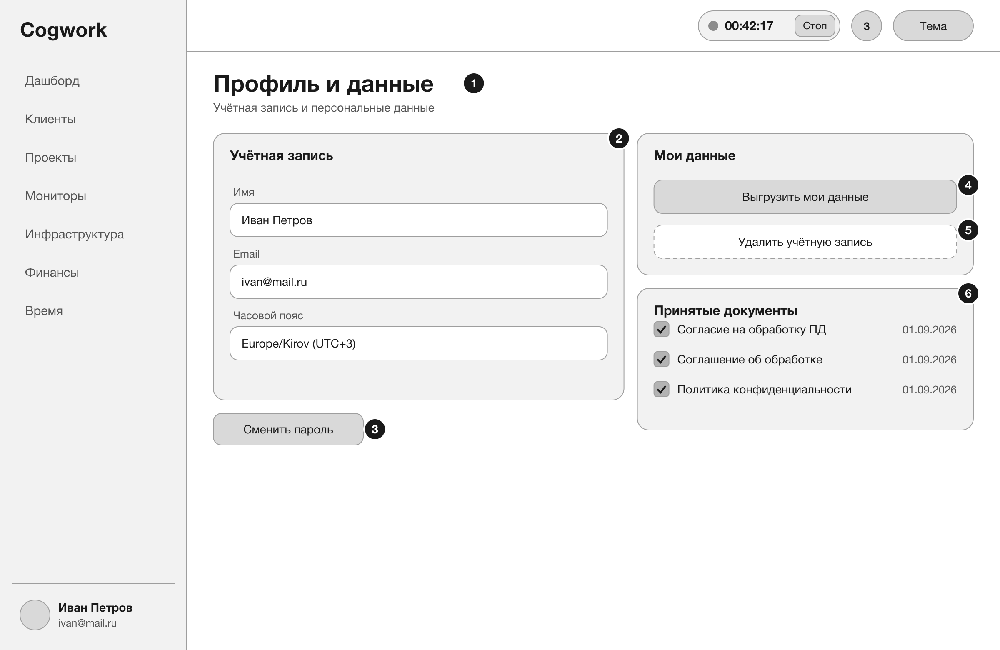 Cogwork
Дашборд
Клиенты
Проекты
Мониторы
Инфраструктура
Финансы
Время
Иван Петров
ivan@mail.ru
00:42:17
Стоп
3
Тема
Профиль и данные
1
Учётная запись и персональные данные
2
Учётная запись
Имя
Иван Петров
Email
ivan@mail.ru
Часовой пояс
Europe/Kirov (UTC+3)
Сменить пароль
3
Мои данные
Выгрузить мои данные
4
Удалить учётную запись
5
6
Принятые документы
Согласие на обработку ПД 01.09.2026
Соглашение об обработке 01.09.2026
Политика конфиденциальности 01.09.2026